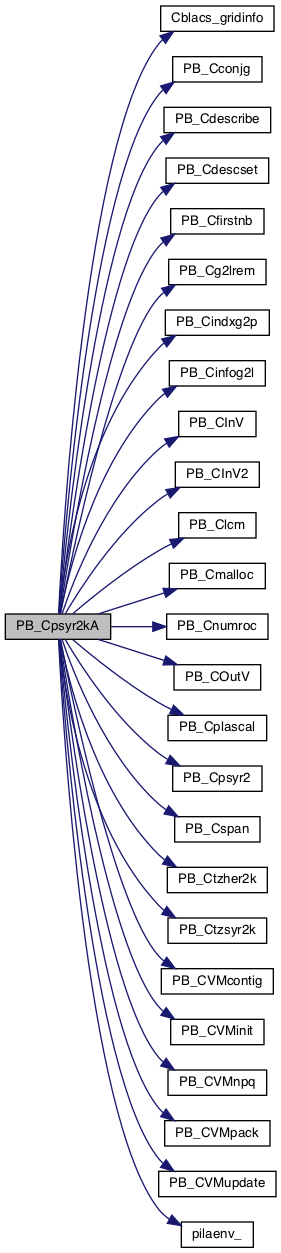 Cblacs_gridinfo
PB_Cconjg
PB_Cdescribe
PB_Cdescset
PB_Cfirstnb
PB_Cg2lrem
PB_Cindxg2p
PB_Cinfog2l
PB_CInV
PB_CInV2
PB_Clcm
PB_Cmalloc
PB_Cpsyr2kA
PB_Cnumroc
PB_COutV
PB_Cplascal
PB_Cpsyr2
PB_Cspan
PB_Ctzher2k
PB_Ctzsyr2k
PB_CVMcontig
PB_CVMinit
PB_CVMnpq
PB_CVMpack
PB_CVMupdate
pilaenv_